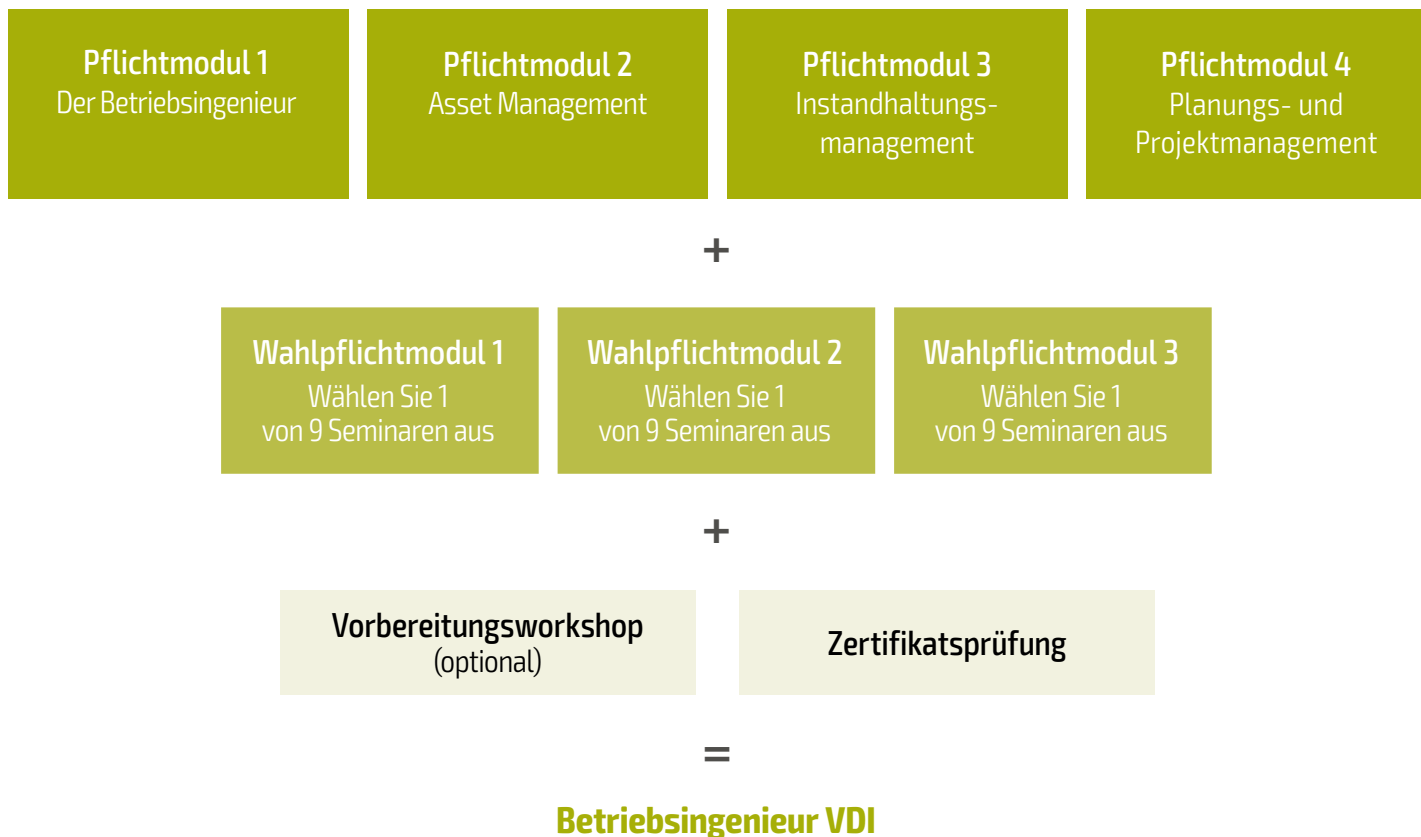 Pflichtmodul 1
Der Betriebsingenieur
Pflichtmodul 2
Asset Management
Pflichtmodul 3
Instandhaltungs-
management
Pflichtmodul 4
Planungs- und
Projektmanagement
+
Wahlpflichtmodul 1
Wählen Sie 1
von 9 Seminaren aus
Wahlpflichtmodul 2
Wählen Sie 1
von 9 Seminaren aus
Wahlpflichtmodul 3
Wählen Sie 1
von 9 Seminaren aus
+
Vorbereitungsworkshop
(optional)
Zertifikatsprüfung
=
Betriebsingenieur VDI